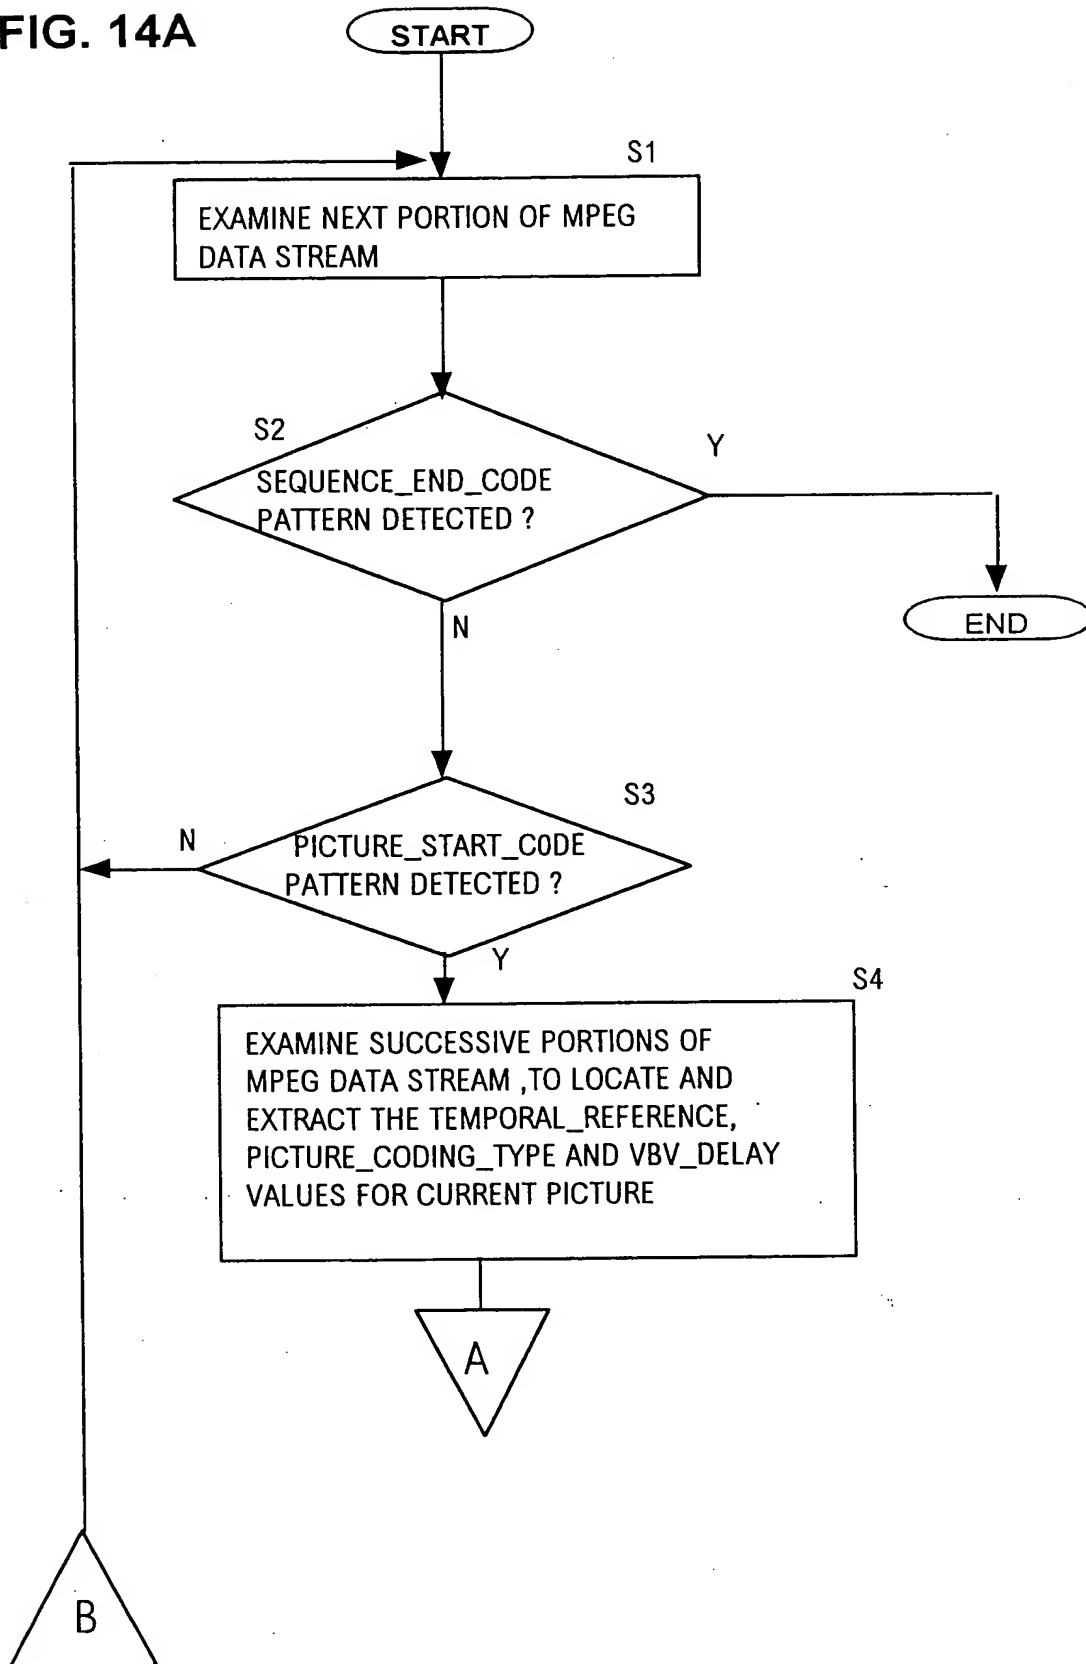 FIG. 14A
START
S1
EXAMINE NEXT PORTION OF MPEG
DATA STREAM
S2
Y
SEQUENCE_END_CODE
PATTERN DETECTED ?
END
N
S3
N
PICTURE_START_CODE
PATTERN DETECTED ?
Y
S4
EXAMINE SUCCESSIVE PORTIONS OF
MPEG DATA STREAM ,TO LOCATE AND
EXTRACT THE TEMPORAL_REFERENCE,
PICTURE_CODING_TYPE AND VBV_DELAY
VALUES FOR CURRENT PICTURE
A
B